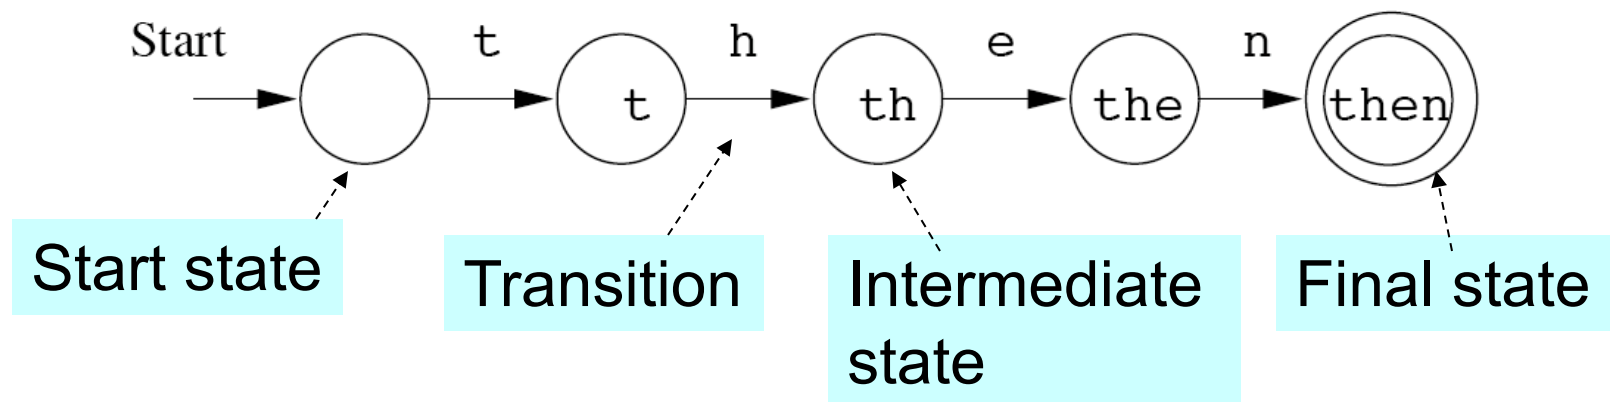 Start t h e n
t th the then
Start state
Transition
Intermediate
state
Final state